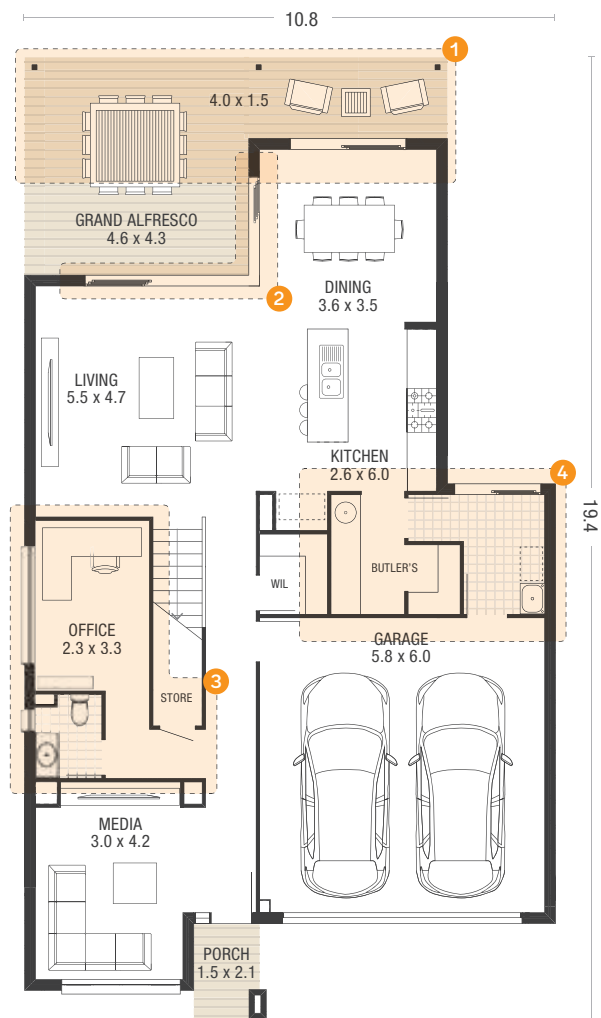 10.8
1
4.0 x 1.5
GRAND ALFRESCO
4.6 x 4.3
2
DINING
3.6 x 3.5
LIVING
5.5 x 4.7
KITCHEN
2.6 x 6.0
4
19.4
WIL
BUTLER'S
OFFICE
2.3 x 3.3
GARAGE
5.8 x 6.0
3
STORE
MEDIA
3.0 x 4.2
PORCH
1.5 x 2.1